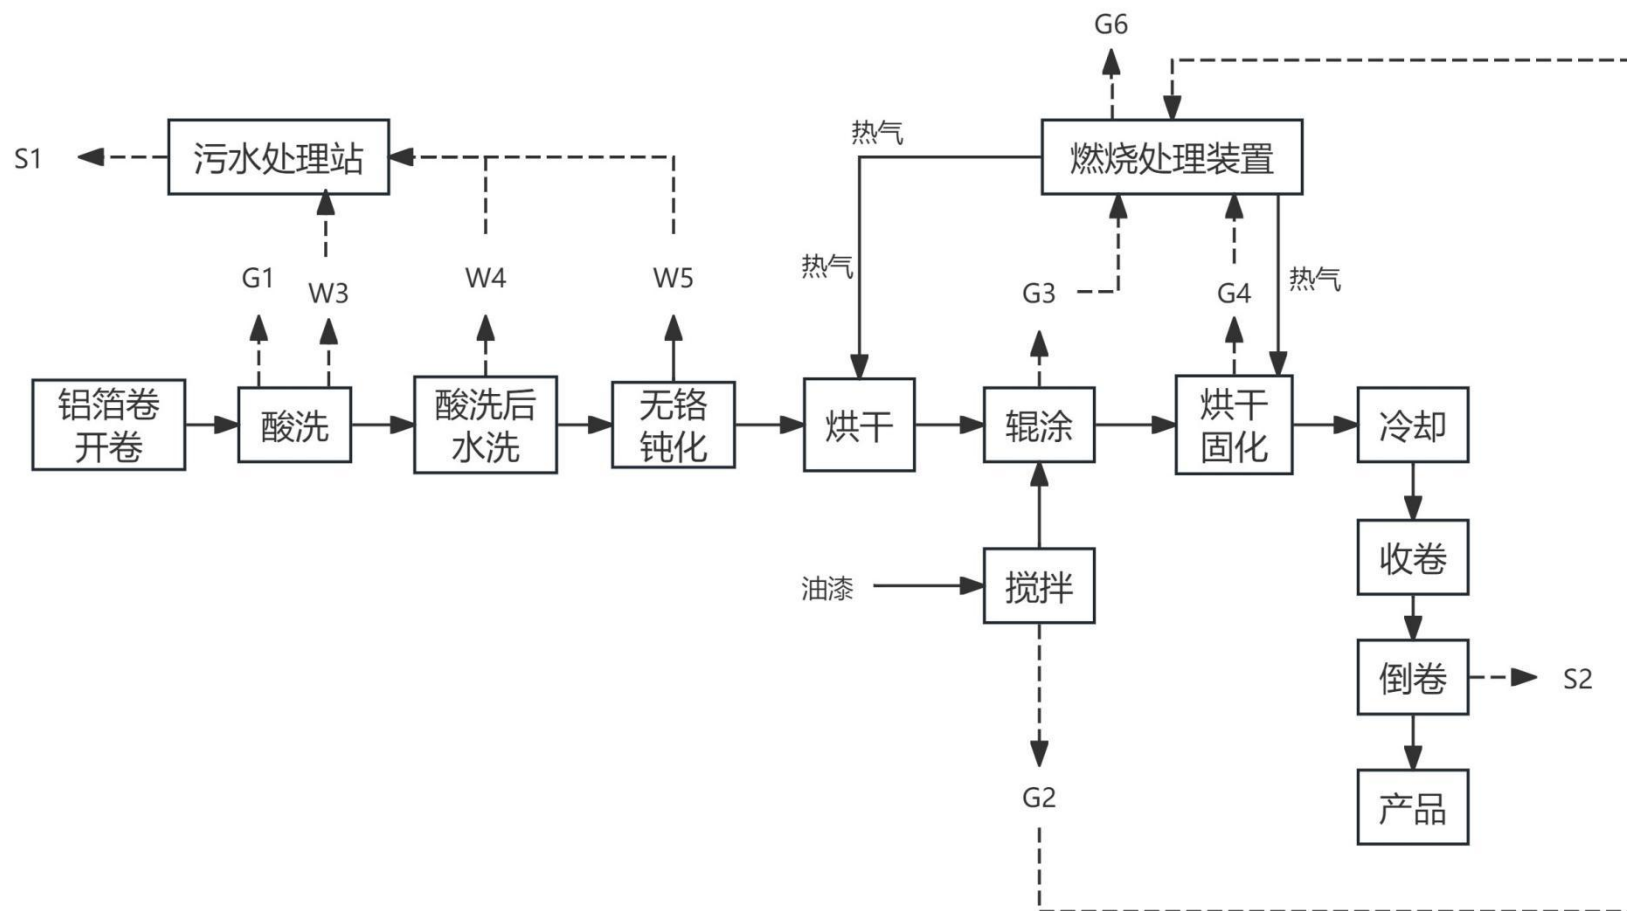 G6
热气
S1
污水处理站
燃烧处理装置
G1
W3
W4
W5
热气
G3
G4
热气
铝箔卷
开卷
酸洗
酸洗后
水洗
无铬
钝化
烘干
辊涂
烘干
固化
冷却
油漆
搅拌
收卷
倒卷
S2
G2
产品